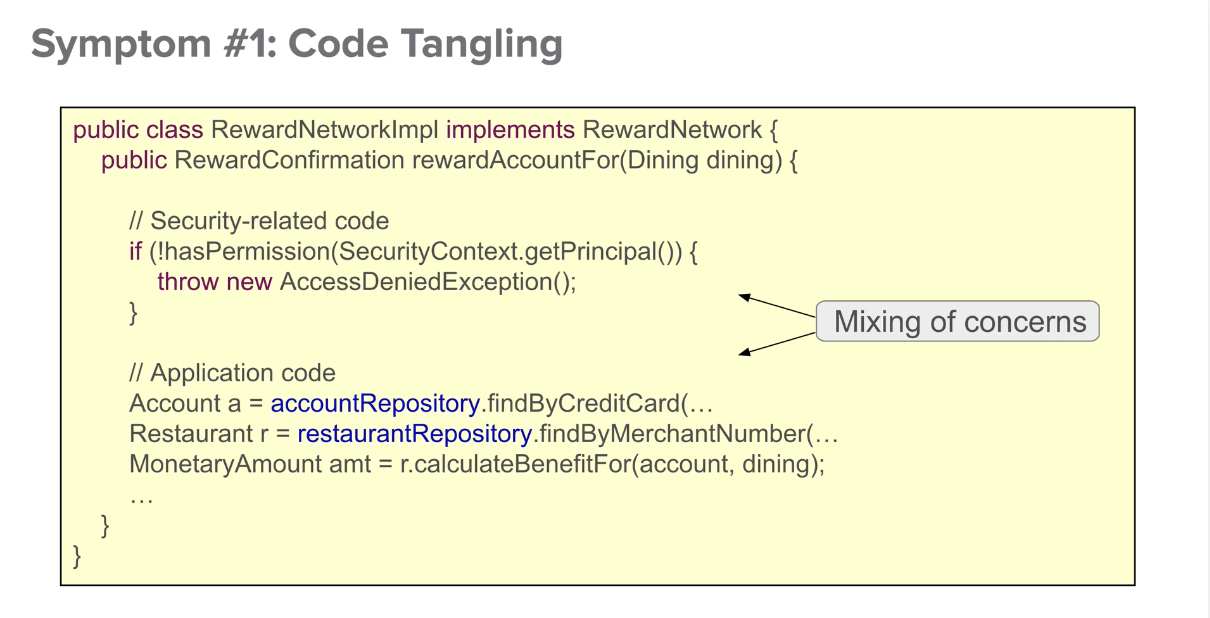 Symptom #1: Code Tangling
public class RewardNetworkImpl implements RewardNetwork {
public RewardConfirmation rewardAccountFor(Dining dining) {
// Security-related code
if (!hasPermission(SecurityContext.getPrincipal()) {
throw new AccessDeniedException();
}
Mixing of concerns
// Application code
Account a = accountRepository.findByCreditCard(…
Restaurant r = restaurantRepository.findByMerchantNumber(…
MonetaryAmount amt = r.calculateBenefitFor(account, dining);
…
}
}